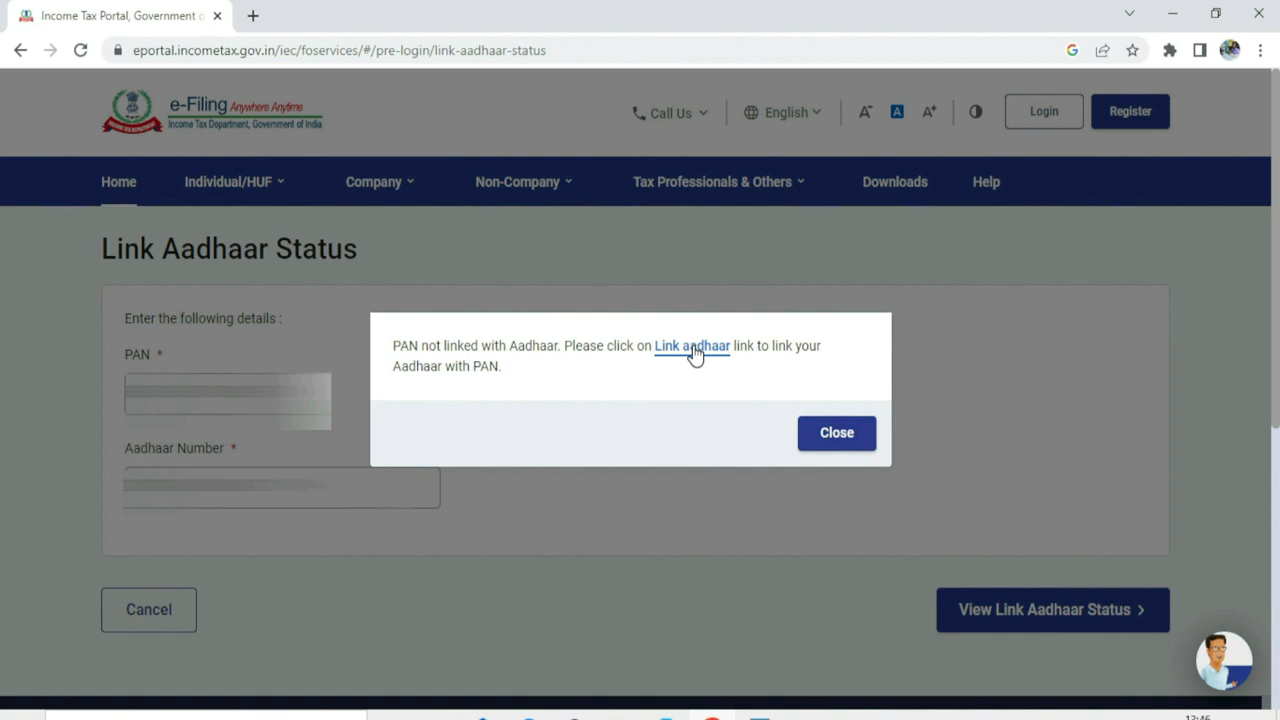 Income Tax Portal, Government o
eportal.incometax.gov.in/iec/foservices/#/pre-login/link-aadhaar-status
e-Filing Anywhere Anytime
Income Tax Department, Government of India
Call Us
English
A-
A
A+
Login
Register
Home
Individual/HUF
Company
Non-Company
Tax Professionals & Others
Downloads
Help
Link Aadhaar Status
Enter the following details :
PAN *
Aadhaar Number *
PAN not linked with Aadhaar. Please click on Link aadhaar link to link your
Aadhaar with PAN.
Close
Cancel
View Link Aadhaar Status >